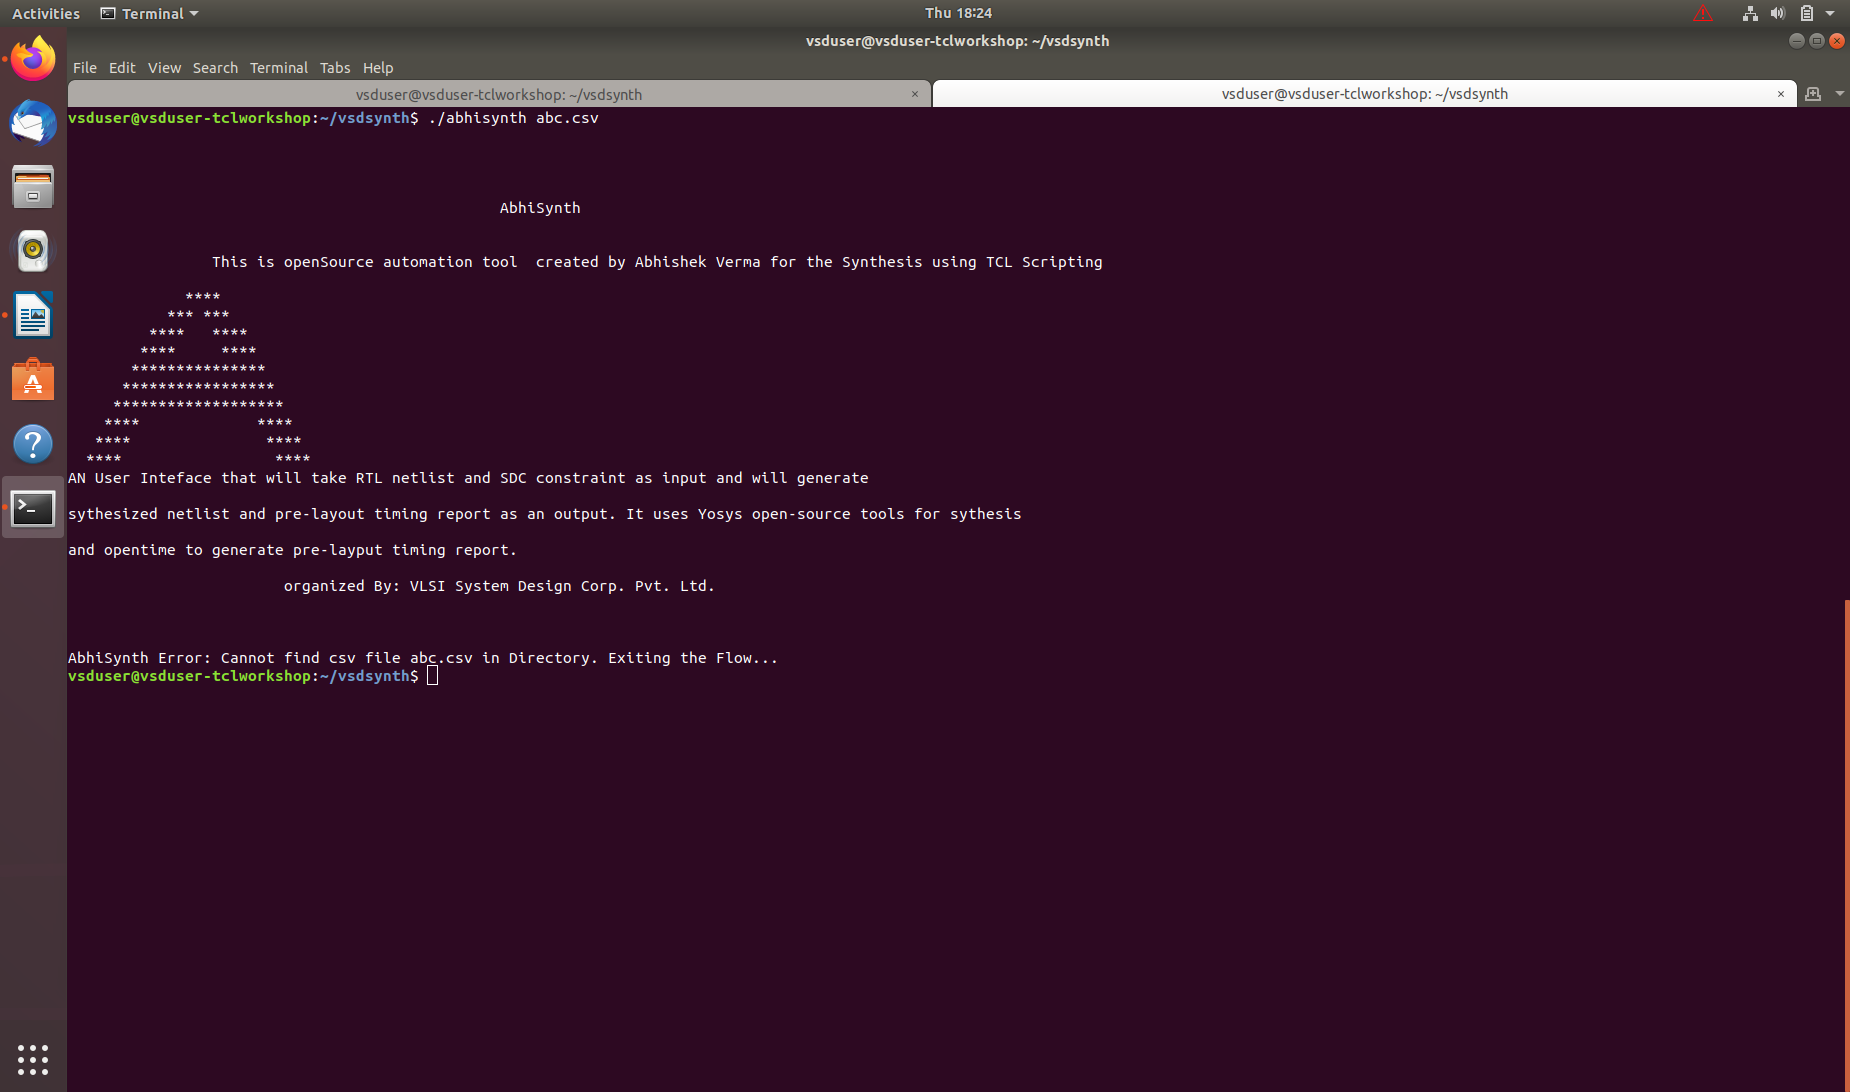 Activities Terminal Thu 18:24
vsduser@vsduser-tclworkshop: ~/vsdsynth
File Edit View Search Terminal Tabs Help
vsduser@vsduser-tclworkshop: ~/vsdsynth × vsduser@vsduser-tclworkshop: ~/vsdsynth ×
vsduser@vsduser-tclworkshop:~/vsdsynth$ ./abhisynth abc.csv
AbhiSynth
This is openSource automation tool  created by Abhishek Verma for the Synthesis using TCL Scripting
****
*** ***
****   ****
****     ****
***************
*****************
*******************
****             ****
****               ****
****                 ****
AN User Inteface that will take RTL netlist and SDC constraint as input and will generate
sythesized netlist and pre-layout timing report as an output. It uses Yosys open-source tools for sythesis
and opentime to generate pre-layput timing report.
organized By: VLSI System Design Corp. Pvt. Ltd.
AbhiSynth Error: Cannot find csv file abc.csv in Directory. Exiting the Flow...
vsduser@vsduser-tclworkshop:~/vsdsynth$